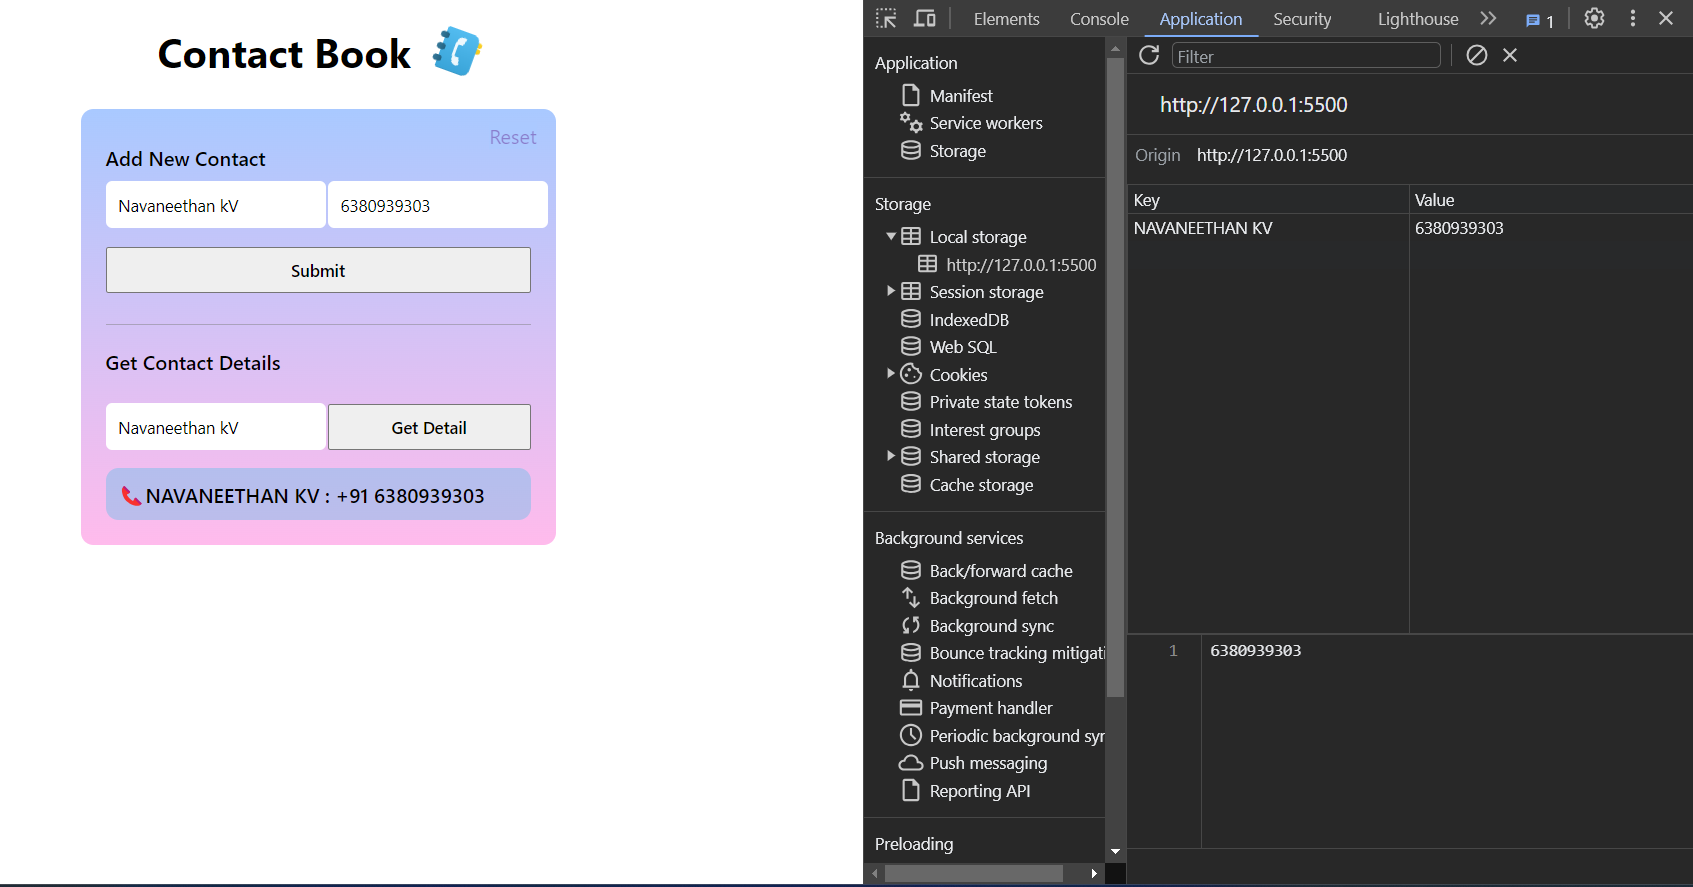 Contact Book
Reset
Add New Contact
Navaneethan kV
6380939303
Submit
Get Contact Details
Navaneethan kV
Get Detail
NAVANEETHAN KV : +91 6380939303
Elements
Console
Application
Security
Lighthouse
1
Application
Manifest
Service workers
Storage
Storage
Local storage
http://127.0.0.1:5500
Session storage
IndexedDB
Web SQL
Cookies
Private state tokens
Interest groups
Shared storage
Cache storage
Background services
Back/forward cache
Background fetch
Background sync
Bounce tracking mitigati
Notifications
Payment handler
Periodic background syn
Push messaging
Reporting API
Preloading
Filter
http://127.0.0.1:5500
Origin http://127.0.0.1:5500
Key Value
NAVANEETHAN KV 6380939303
1 6380939303